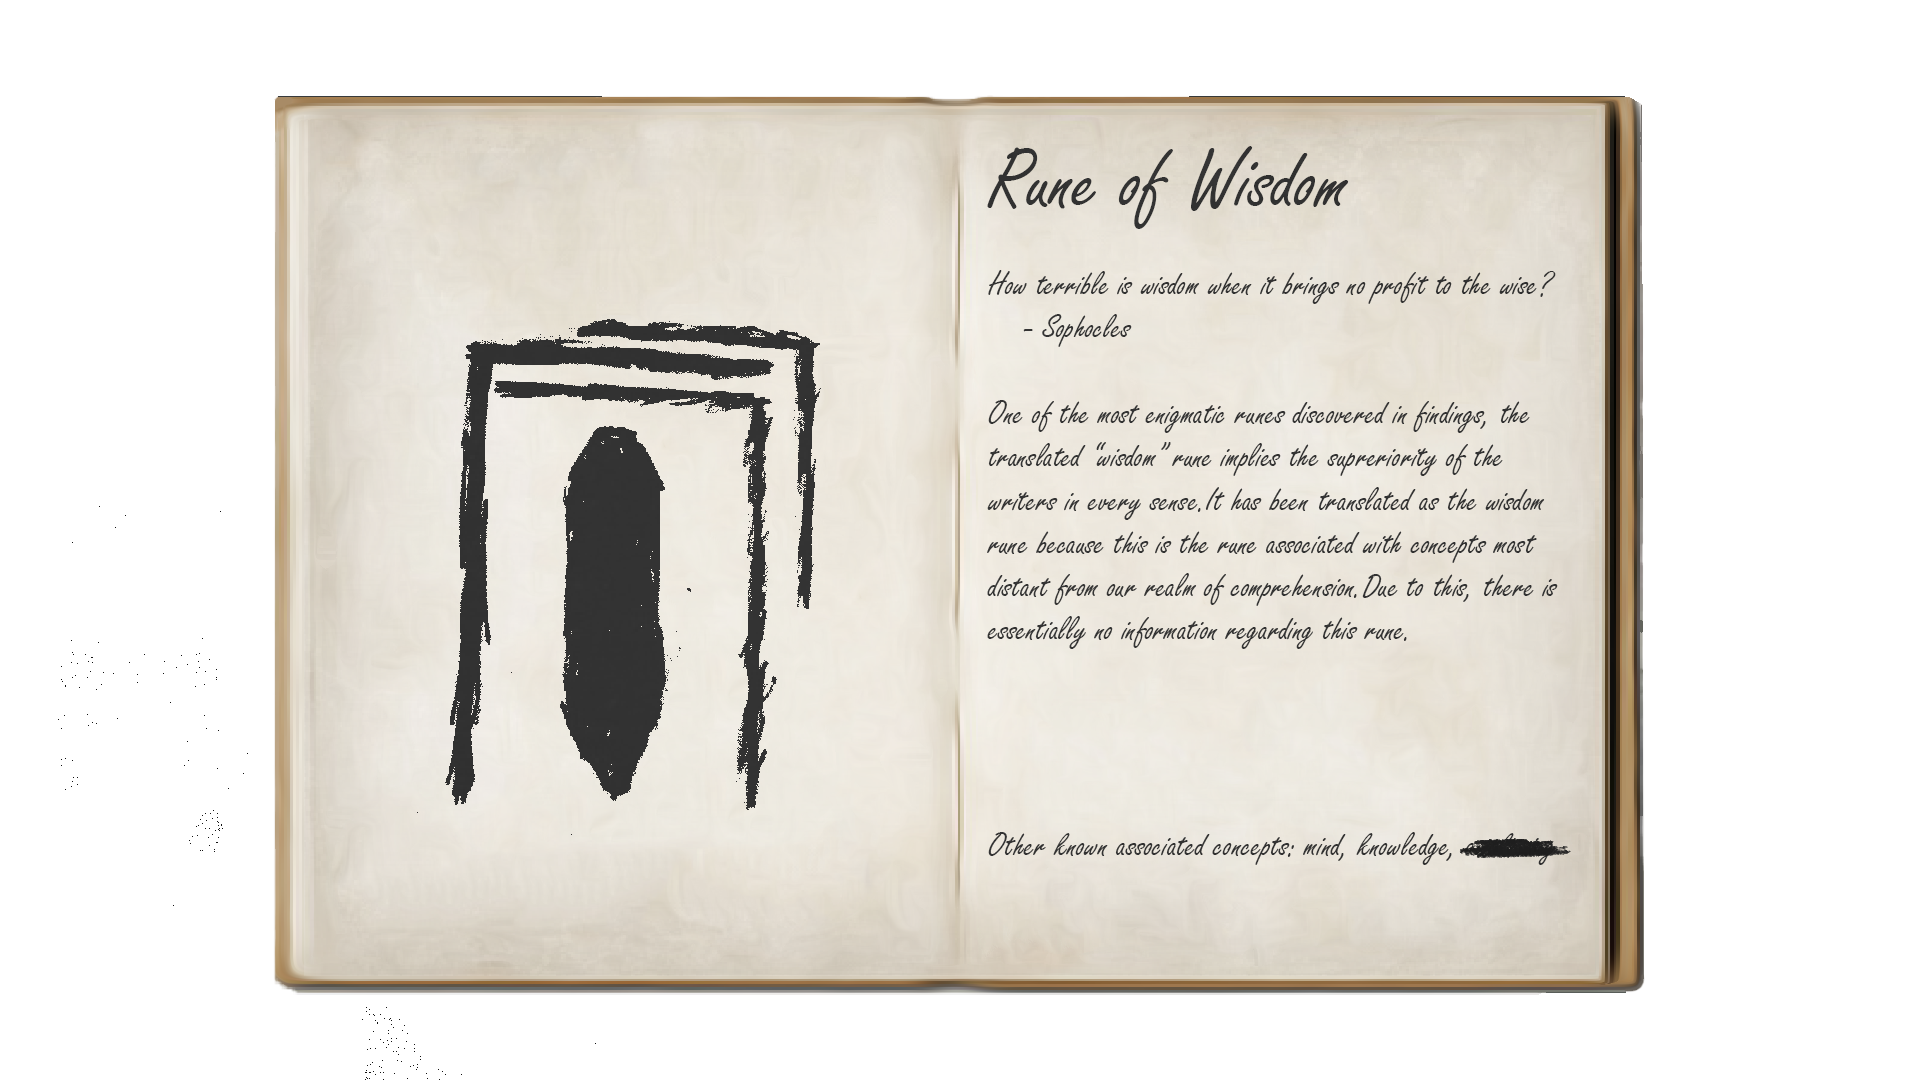 Rune of Wisdom
How terrible is wisdom when it brings no profit to the wise?
- Sophocles
One of the most enigmatic runes discovered in findings, the
translated "wisdom" rune implies the supreriority of the
writers in every sense.It has been translated as the wisdom
rune because this is the rune associated with concepts most
distant from our realm of comprehension.Due to this, there is
essentially no information regarding this rune.
Other known associated concepts: mind, knowledge,